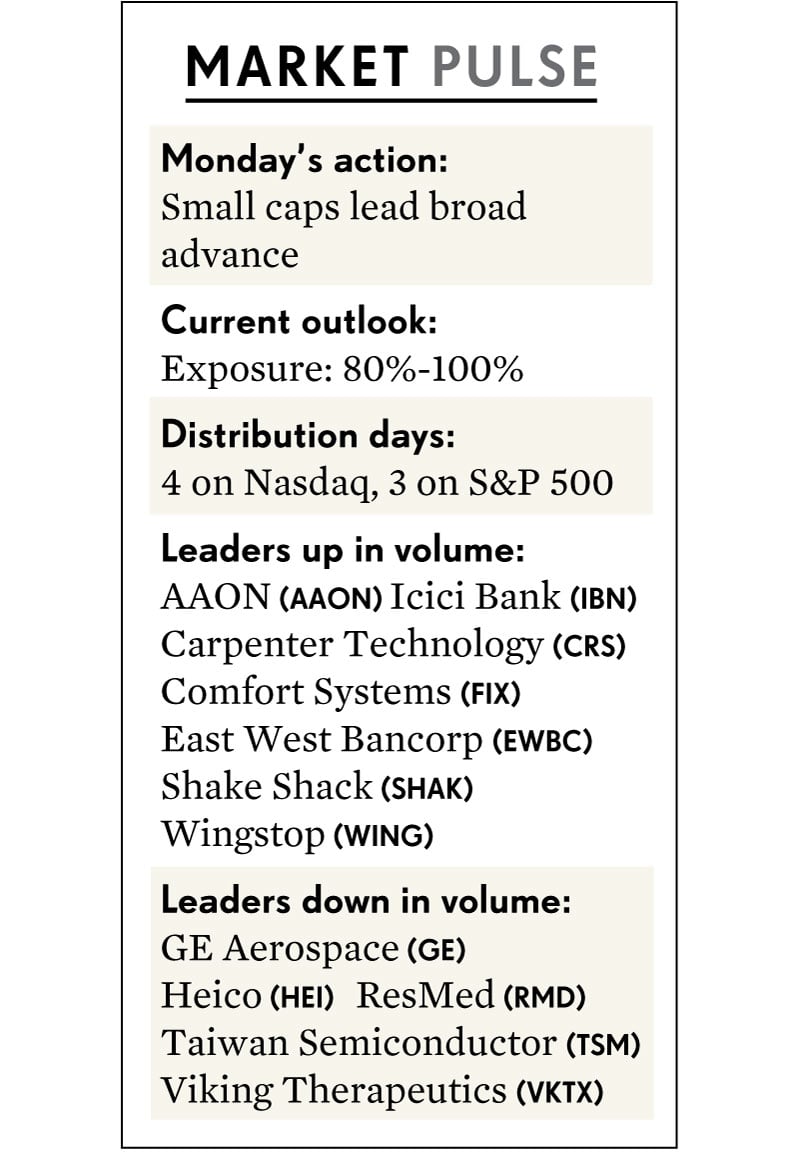 MARKET PULSE
Monday's action:
Small caps lead broad
advance
Current outlook:
Exposure: 80%-100%
Distribution days:
4 on Nasdaq, 3 on S&P 500
Leaders up in volume:
AAON (AAON) Icici Bank (IBN)
Carpenter Technology (CRS)
Comfort Systems (FIX)
East West Bancorp (EWBC)
Shake Shack (SHAK)
Wingstop (WING)
Leaders down in volume:
GE Aerospace (GE)
Heico (HEI) ResMed (RMD)
Taiwan Semiconductor (TSM)
Viking Therapeutics (VKTX)